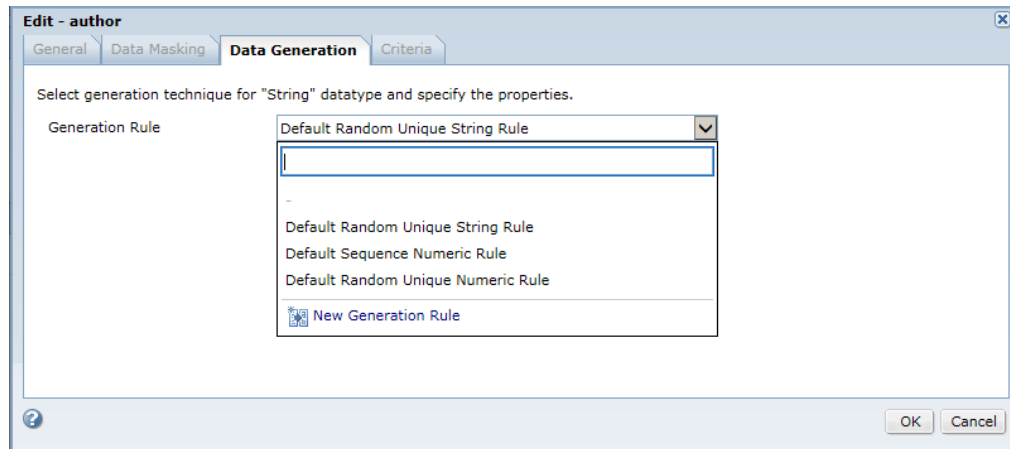 Edit - author
General Data Masking Data Generation Criteria
Select generation technique for "String" datatype and specify the properties.
Generation Rule Default Random Unique String Rule
-
Default Random Unique String Rule
Default Sequence Numeric Rule
Default Random Unique Numeric Rule
New Generation Rule
? OK Cancel